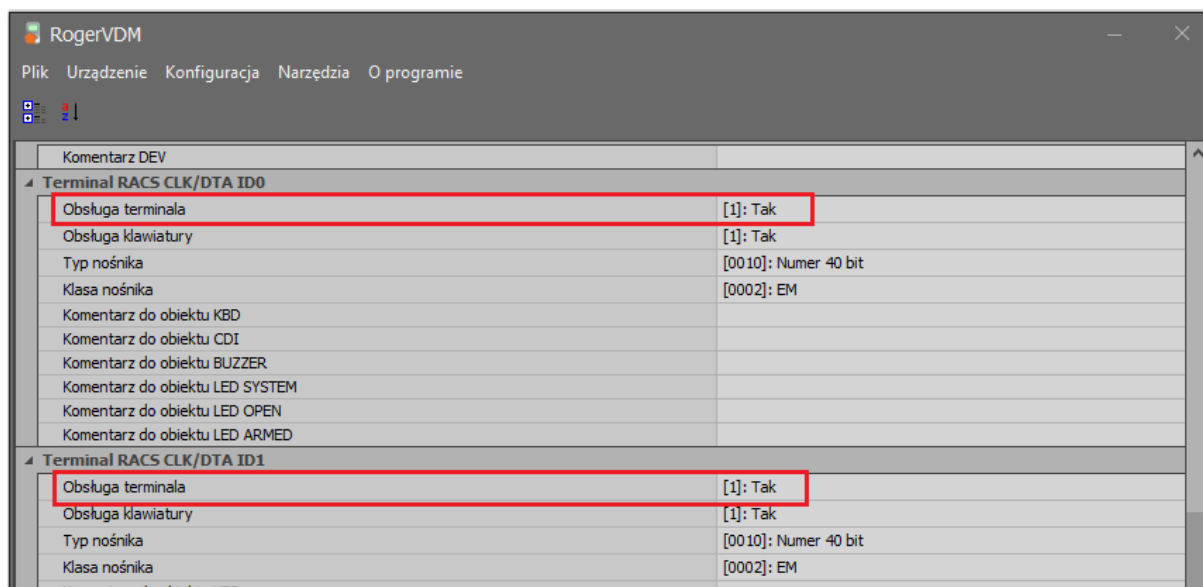 RogerVDM
Plik Urządzenie Konfiguracja Narzędzia O programie
Komentarz DEV
Terminal RACS CLK/DTA ID0
Obsługa terminala [1]: Tak
Obsługa klawiatury [1]: Tak
Typ nośnika [0010]: Numer 40 bit
Klasa nośnika [0002]: EM
Komentarz do obiektu KBD
Komentarz do obiektu CDI
Komentarz do obiektu BUZZER
Komentarz do obiektu LED SYSTEM
Komentarz do obiektu LED OPEN
Komentarz do obiektu LED ARMED
Terminal RACS CLK/DTA ID1
Obsługa terminala [1]: Tak
Obsługa klawiatury [1]: Tak
Typ nośnika [0010]: Numer 40 bit
Klasa nośnika [0002]: EM